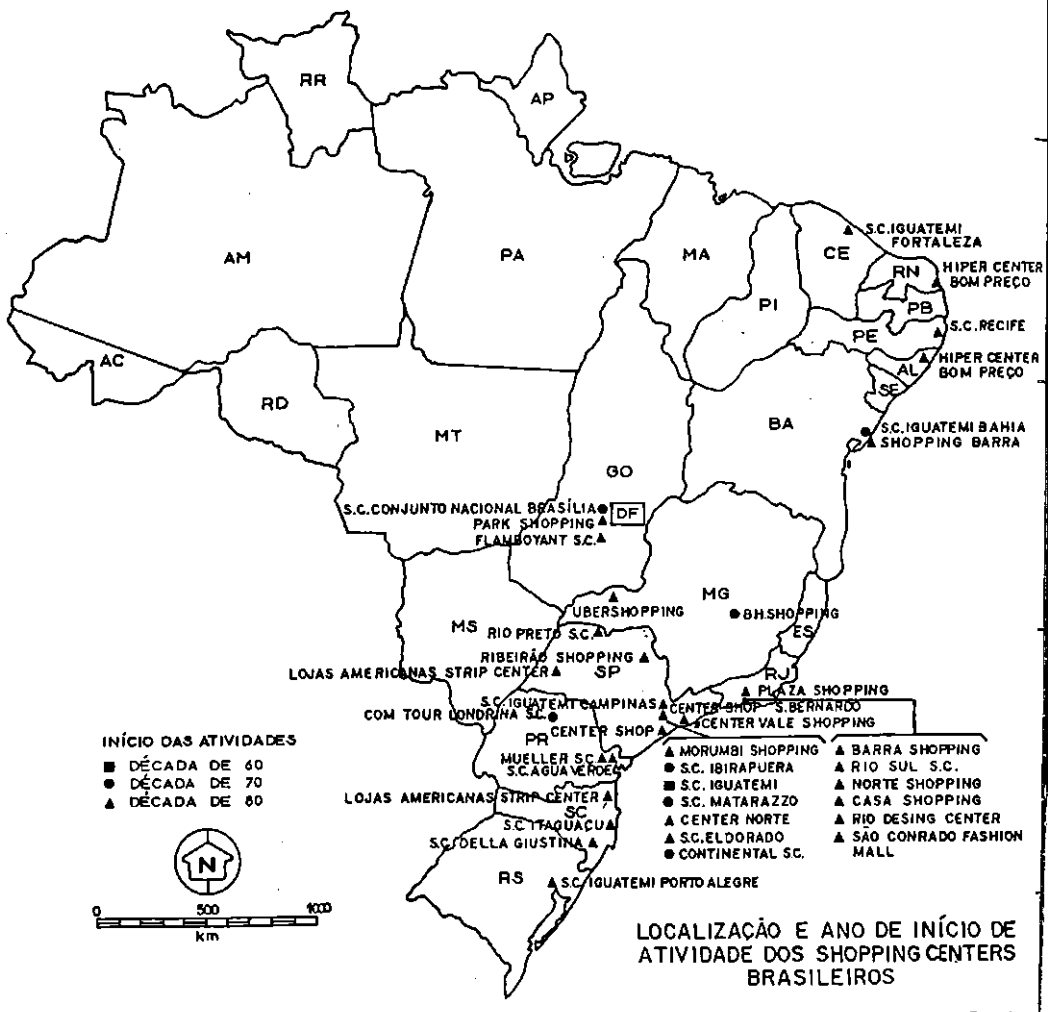 RR
AP
AM
PA
MA
CE
▲ S.C. IGUATEMI
FORTALEZA
RN
HIPER CENTER
BOM PREÇO
PI
PB
PE
S.C. RECIFE
AC
AL
HIPER CENTER
BOM PREÇO
SE
RD
MT
BA
S.C. IGUATEMI BAHIA
SHOPPING BARRA
GO
S.C. CONJUNTO NACIONAL BRASÍLIA
DF
PARK SHOPPING
FLAMBOYANT S.C.
MG
UBERSHOPPING
B.H. SHOPPING
MS
RIO PRETO S.C.
ES
RIBEIRÃO SHOPPING
LOJAS AMERICANAS STRIP CENTER
SP
RJ
PLAZA SHOPPING
S.C. IGUATEMI CAMPINAS
CENTER SHOP S. BERNARDO
COM TOUR LONDRINA S.C.
CENTER VALE SHOPPING
CENTER SHOP
PR
MUELLER S.C.
S.C. AGUA VERDE
LOJAS AMERICANAS STRIP CENTER
SC
S.C. ITAGUAÇÚ
S.C. DELLA GIUSTINA
RS
S.C. IGUATEMI PORTO ALEGRE
▲ MORUMBI SHOPPING
● S.C. IBIRAPUERA
■ S.C. IGUATEMI
● S.C. MATARAZZO
▲ CENTER NORTE
▲ S.C. ELDORADO
● CONTINENTAL S.C.
▲ BARRA SHOPPING
▲ RIO SUL S.C.
▲ NORTE SHOPPING
▲ CASA SHOPPING
▲ RIO DESING CENTER
▲ SÃO CONRADO FASHION
MALL
INÍCIO DAS ATIVIDADES
■ DÉCADA DE 60
● DÉCADA DE 70
▲ DÉCADA DE 80
N
0 500 1000
km
LOCALIZAÇÃO E ANO DE INÍCIO DE
ATIVIDADE DOS SHOPPING CENTERS
BRASILEIROS